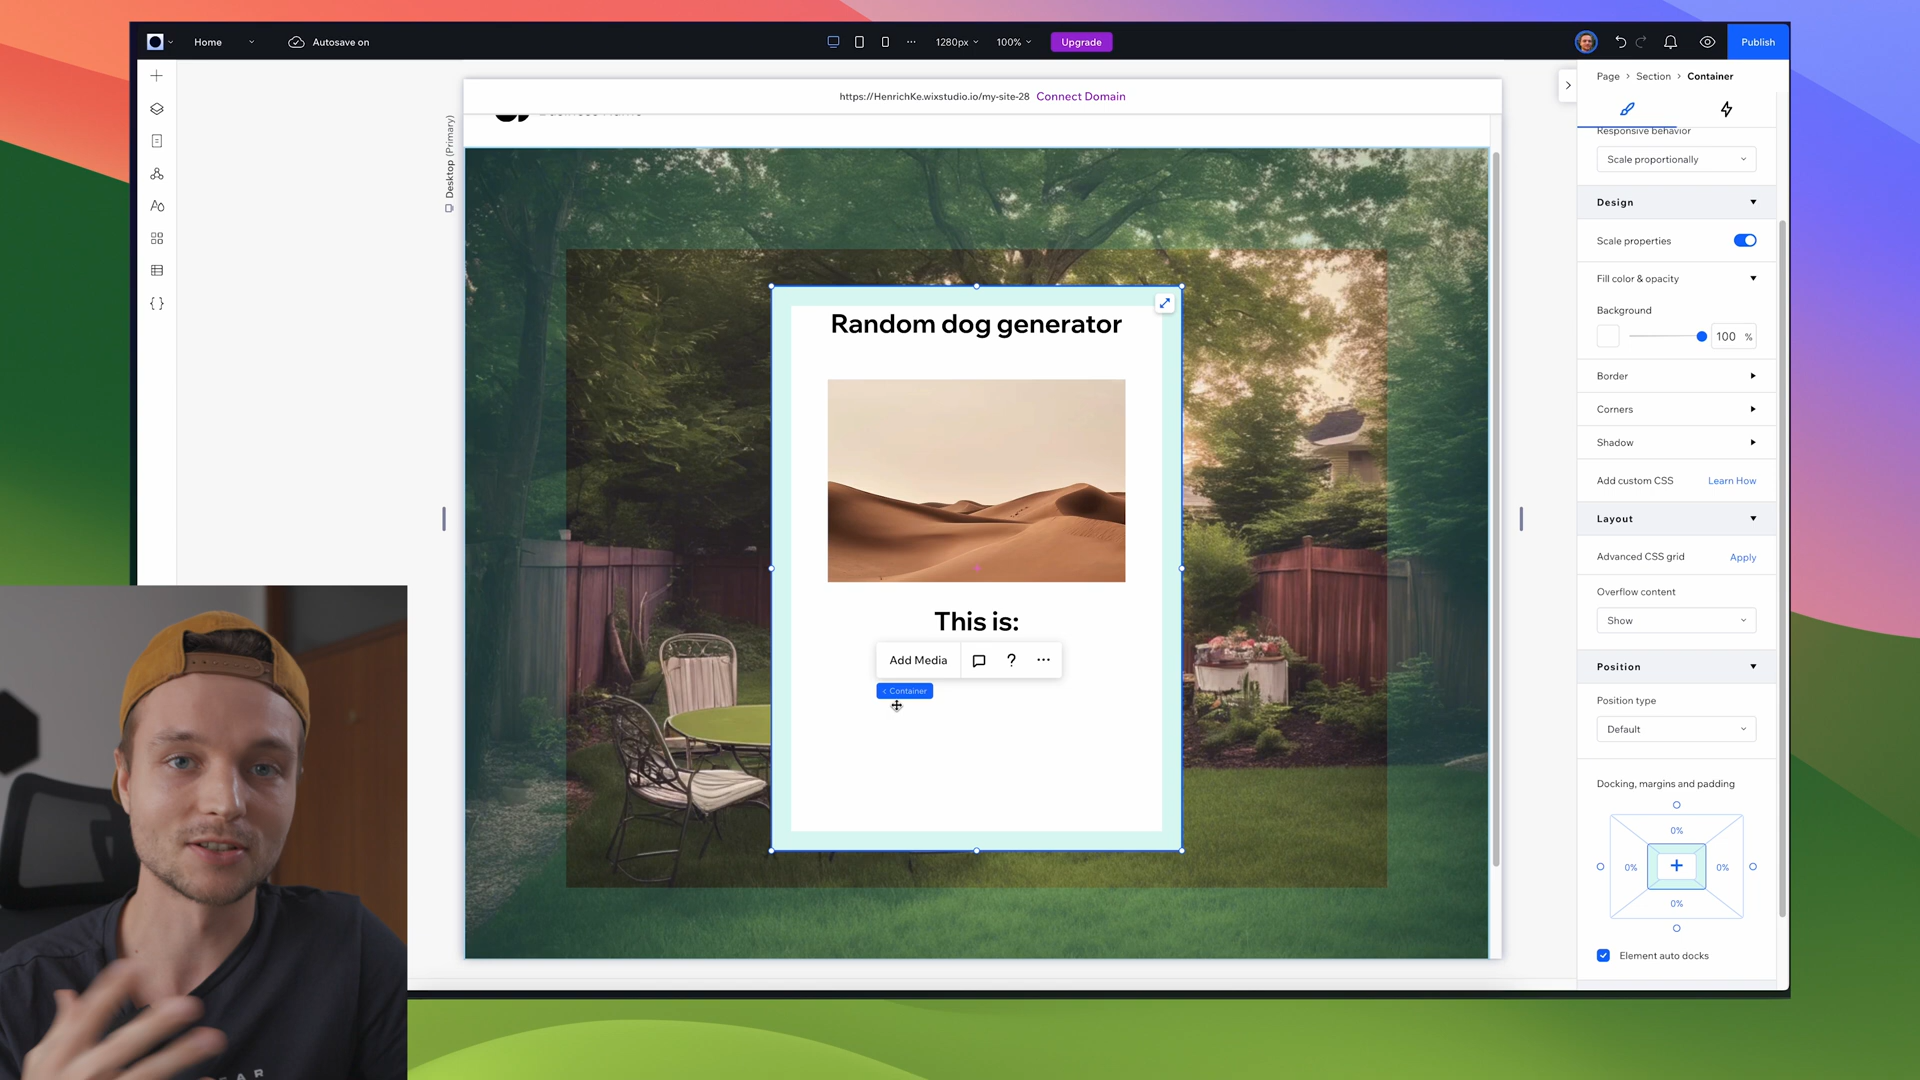 Home
Autosave on
1280px
100%
Upgrade
Publish
https://HenrichKe.wixstudio.io/my-site-28 Connect Domain
Business Name
Desktop (Primary)
Random dog generator
This is:
Add Media
?
< Container
Page > Section > Container
Responsive behavior
Scale proportionally
Design
Scale properties
Fill color & opacity
Background
100 %
Border
Corners
Shadow
Add custom CSS Learn How
Layout
Advanced CSS grid Apply
Overflow content
Show
Position
Position type
Default
Docking, margins and padding
0%
0% 0%
0%
Element auto docks